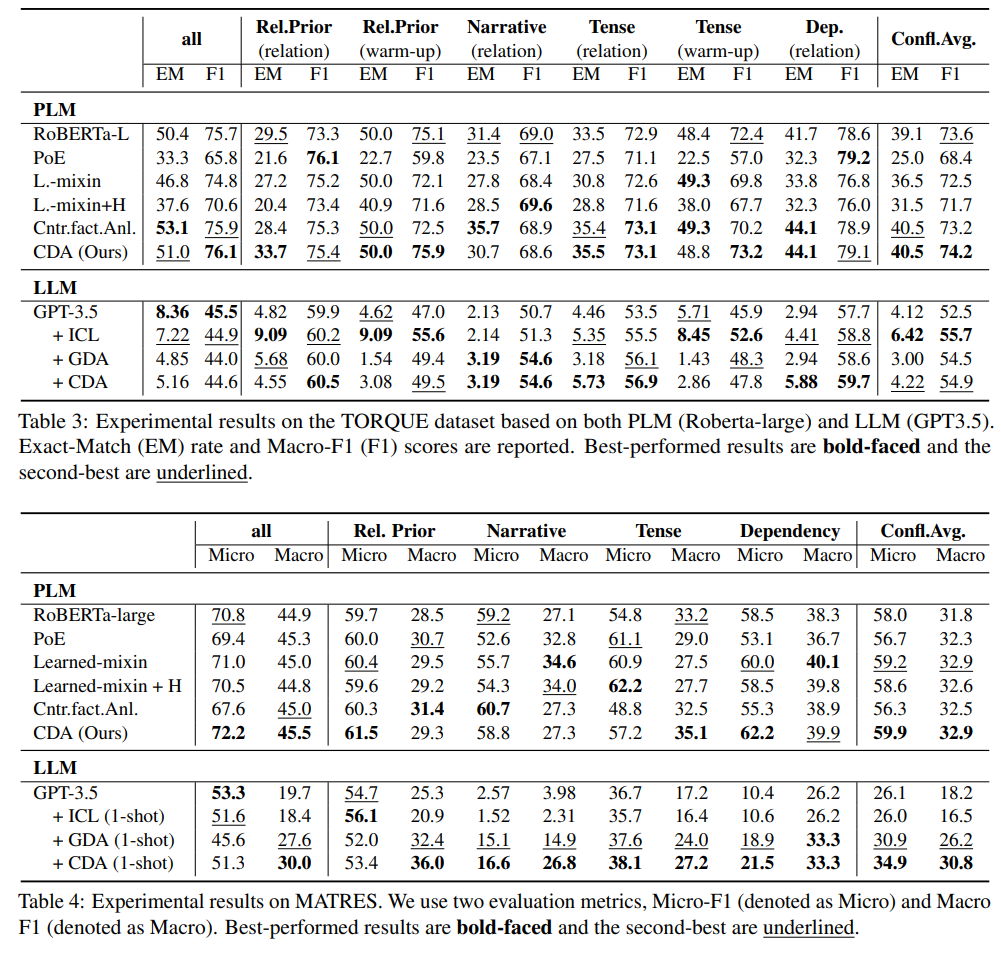 all Rel.Prior Rel.Prior Narrative Tense Tense Dep. Confl.Avg.
(relation) (warm-up) (relation) (relation) (warm-up) (relation)
EM F1 EM F1 EM F1 EM F1 EM F1 EM F1 EM F1 EM F1
PLM
RoBERTa-L 50.4 75.7 29.5 73.3 50.0 75.1 31.4 69.0 33.5 72.9 48.4 72.4 41.7 78.6 39.1 73.6
PoE 33.3 65.8 21.6 76.1 22.7 59.8 23.5 67.1 27.5 71.1 22.5 57.0 32.3 79.2 25.0 68.4
L.-mixin 46.8 74.8 27.2 75.2 50.0 72.1 27.8 68.4 30.8 72.6 49.3 69.8 33.8 76.8 36.5 72.5
L.-mixin+H 37.6 70.6 20.4 73.4 40.9 71.6 28.5 69.6 28.8 71.6 38.0 67.7 32.3 76.0 31.5 71.7
Cntr.fact.Anl. 53.1 75.9 28.4 75.3 50.0 72.5 35.7 68.9 35.4 73.1 49.3 70.2 44.1 78.9 40.5 73.2
CDA (Ours) 51.0 76.1 33.7 75.4 50.0 75.9 30.7 68.6 35.5 73.1 48.8 73.2 44.1 79.1 40.5 74.2
LLM
GPT-3.5 8.36 45.5 4.82 59.9 4.62 47.0 2.13 50.7 4.46 53.5 5.71 45.9 2.94 57.7 4.12 52.5
+ ICL 7.22 44.9 9.09 60.2 9.09 55.6 2.14 51.3 5.35 55.5 8.45 52.6 4.41 58.8 6.42 55.7
+ GDA 4.85 44.0 5.68 60.0 1.54 49.4 3.19 54.6 3.18 56.1 1.43 48.3 2.94 58.6 3.00 54.5
+ CDA 5.16 44.6 4.55 60.5 3.08 49.5 3.19 54.6 5.73 56.9 2.86 47.8 5.88 59.7 4.22 54.9
Table 3: Experimental results on the TORQUE dataset based on both PLM (Roberta-large) and LLM (GPT3.5).
Exact-Match (EM) rate and Macro-F1 (F1) scores are reported. Best-performed results are bold-faced and the
second-best are underlined.
all Rel. Prior Narrative Tense Dependency Confl.Avg.
Micro Macro Micro Macro Micro Macro Micro Macro Micro Macro Micro Macro
PLM
RoBERTa-large 70.8 44.9 59.7 28.5 59.2 27.1 54.8 33.2 58.5 38.3 58.0 31.8
PoE 69.4 45.3 60.0 30.7 52.6 32.8 61.1 29.0 53.1 36.7 56.7 32.3
Learned-mixin 71.0 45.0 60.4 29.5 55.7 34.6 60.9 27.5 60.0 40.1 59.2 32.9
Learned-mixin + H 70.5 44.8 59.6 29.2 54.3 34.0 62.2 27.7 58.5 39.8 58.6 32.6
Cntr.fact.Anl. 67.6 45.0 60.3 31.4 60.7 27.3 48.8 32.5 55.3 38.9 56.3 32.5
CDA (Ours) 72.2 45.5 61.5 29.3 58.8 27.3 57.2 35.1 62.2 39.9 59.9 32.9
LLM
GPT-3.5 53.3 19.7 54.7 25.3 2.57 3.98 36.7 17.2 10.4 26.2 26.1 18.2
+ ICL (1-shot) 51.6 18.4 56.1 20.9 1.52 2.31 35.7 16.4 10.6 26.2 26.0 16.5
+ GDA (1-shot) 45.6 27.6 52.0 32.4 15.1 14.9 37.6 24.0 18.9 33.3 30.9 26.2
+ CDA (1-shot) 51.3 30.0 53.4 36.0 16.6 26.8 38.1 27.2 21.5 33.3 34.9 30.8
Table 4: Experimental results on MATRES. We use two evaluation metrics, Micro-F1 (denoted as Micro) and Macro
F1 (denoted as Macro). Best-performed results are bold-faced and the second-best are underlined.